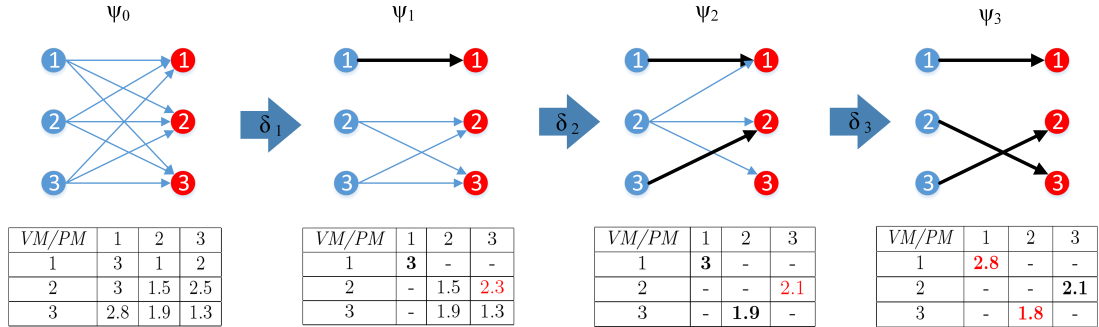 ψ0 ψ1 ψ2 ψ3
1 1 1 1 1 1 1 1
2 2 δ1 2 2 δ2 2 2 δ3 2 2
3 3 3 3 3 3 3 3
VM/PM 1 2 3 VM/PM 1 2 3 VM/PM 1 2 3 VM/PM 1 2 3
1 3 1 2 1 3 - - 1 3 - - 1 2.8 - -
2 3 1.5 2.5 2 - 1.5 2.3 2 - - 2.1 2 - - 2.1
3 2.8 1.9 1.3 3 - 1.9 1.3 3 - 1.9 - 3 - 1.8 -